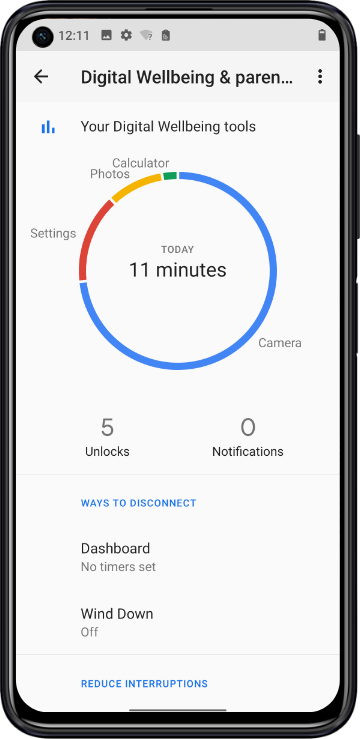 12:11
Digital Wellbeing & paren...
Your Digital Wellbeing tools
Calculator
Photos
Settings
TODAY
11 minutes
Camera
5
Unlocks
0
Notifications
WAYS TO DISCONNECT
Dashboard
No timers set
Wind Down
Off
REDUCE INTERRUPTIONS